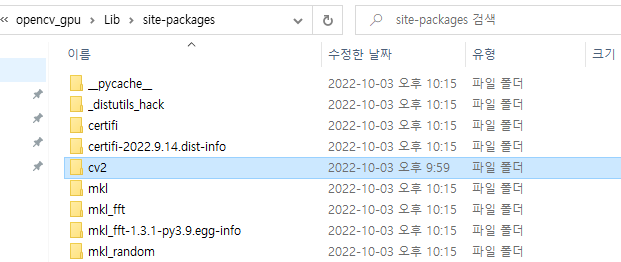 « opencv_gpu > Lib > site-packages
site-packages 검색
이름 수정한 날짜 유형 크기
__pycache__ 2022-10-03 오후 10:15 파일 폴더
_distutils_hack 2022-10-03 오후 10:15 파일 폴더
certifi 2022-10-03 오후 10:15 파일 폴더
certifi-2022.9.14.dist-info 2022-10-03 오후 10:15 파일 폴더
cv2 2022-10-03 오후 9:59 파일 폴더
mkl 2022-10-03 오후 10:15 파일 폴더
mkl_fft 2022-10-03 오후 10:15 파일 폴더
mkl_fft-1.3.1-py3.9.egg-info 2022-10-03 오후 10:15 파일 폴더
mkl_random 2022-10-03 오후 10:15 파일 폴더